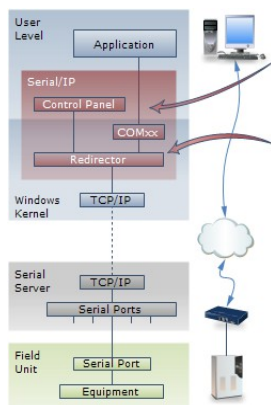 User
Level
Application
Serial/IP
Control Panel
COMxx
Redirector
Windows
Kernel
TCP/IP
Serial
Server
TCP/IP
Serial Ports
Field
Unit
Serial Port
Equipment